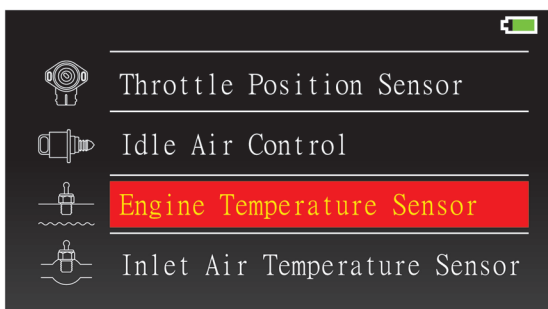 Throttle Position Sensor
Idle Air Control
Engine Temperature Sensor
Inlet Air Temperature Sensor